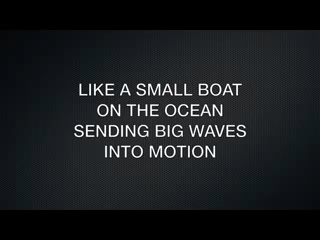 LIKE A SMALL BOAT
ON THE OCEAN
SENDING BIG WAVES
INTO MOTION